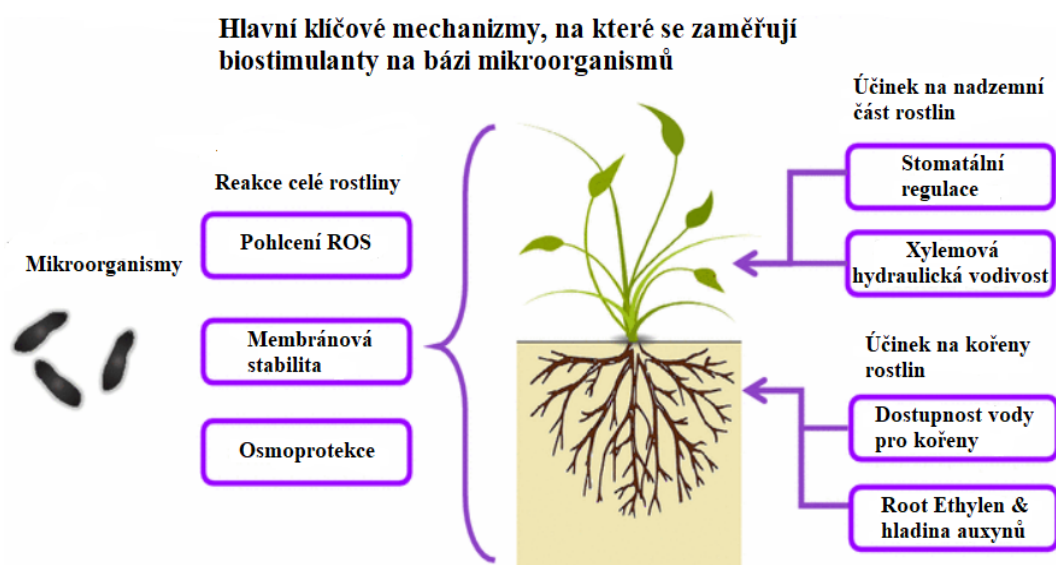 Hlavní klíčové mechanizmy, na které se zaměřují
biostimulanty na bázi mikroorganismů
Mikroorganismy
Reakce celé rostliny
Pohlcení ROS
Membránová
stabilita
Osmoprotekce
Účinek na nadzemní
část rostlin
Stomatální
regulace
Xylemová
hydraulická vodivost
Účinek na kořeny
rostlin
Dostupnost vody
pro kořeny
Root Ethylen &
hladina auxynů